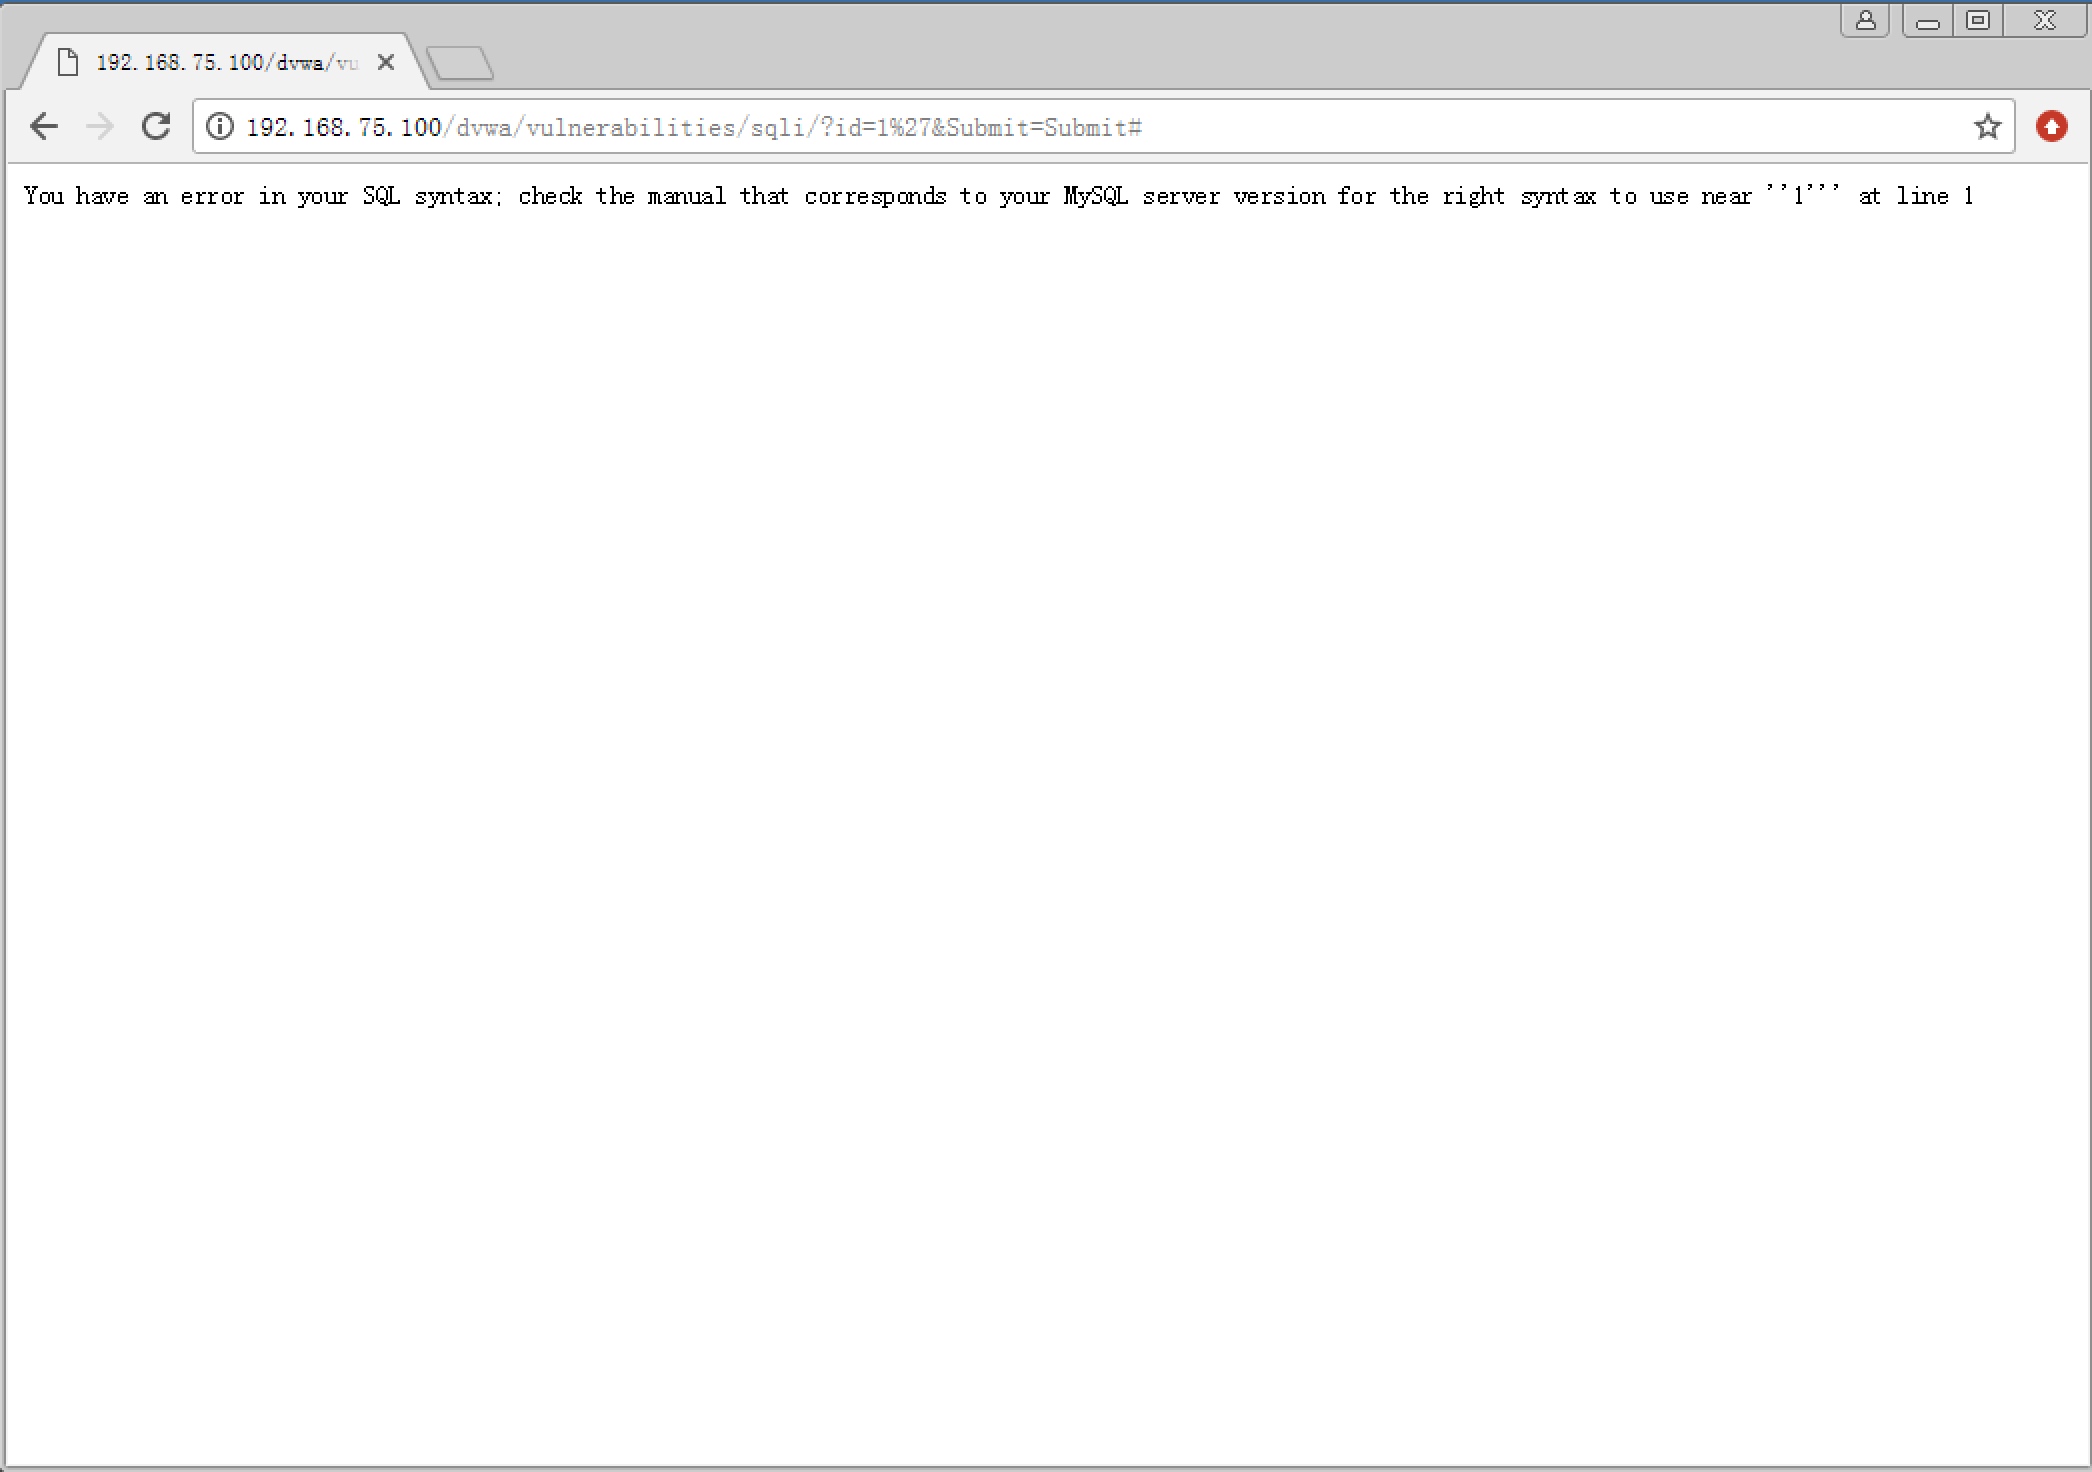 192.168.75.100/dvwa/vu
192.168.75.100/dvwa/vulnerabilities/sqli/?id=1%27&Submit=Submit#
You have an error in your SQL syntax; check the manual that corresponds to your MySQL server version for the right syntax to use near ''1''' at line 1